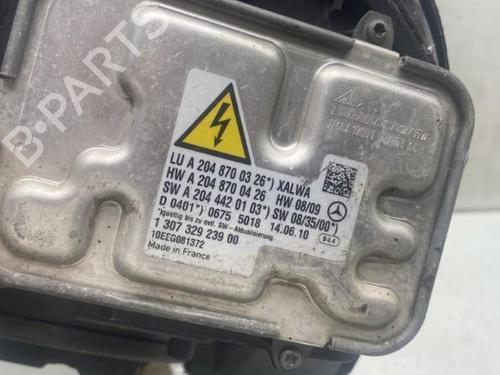 B-PARTS
LU A 204 870 03 26*) XALWA
HW A 204 870 04 26 HW 08/09
SW A 204 442 01 03*) SW 08/35/00*)
D 0401*) 0675 5018 14.06.10
944
1 307 329 239 00
10EEG081372
Made in France